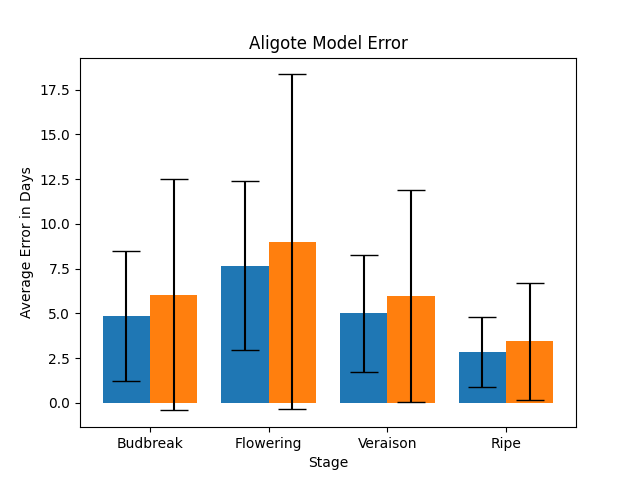 Aligote Model Error
Average Error in Days
17.5
15.0
12.5
10.0
7.5
5.0
2.5
0.0
Budbreak Flowering Veraison Ripe
Stage